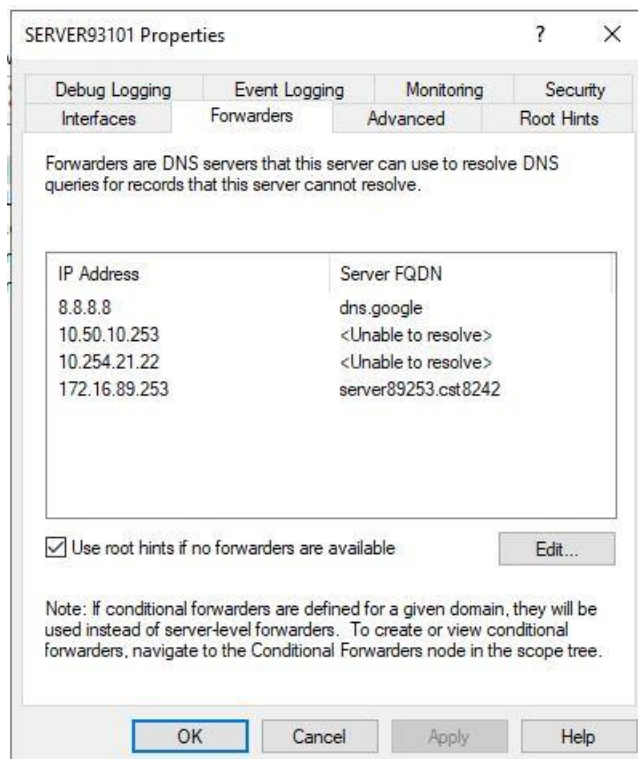 SERVER93101 Properties
?
Debug Logging
Event Logging
Monitoring
Security
Interfaces
Forwarders
Advanced
Root Hints
Forwarders are DNS servers that this server can use to resolve DNS
queries for records that this server cannot resolve.
IP Address Server FQDN
8.8.8.8 dns.google
10.50.10.253 <Unable to resolve>
10.254.21.22 <Unable to resolve>
172.16.89.253 server89253.cst8242
Use root hints if no forwarders are available
Edit...
Note: If conditional forwarders are defined for a given domain, they will be
used instead of server-level forwarders. To create or view conditional
forwarders, navigate to the Conditional Forwarders node in the scope tree.
OK
Cancel
Apply
Help